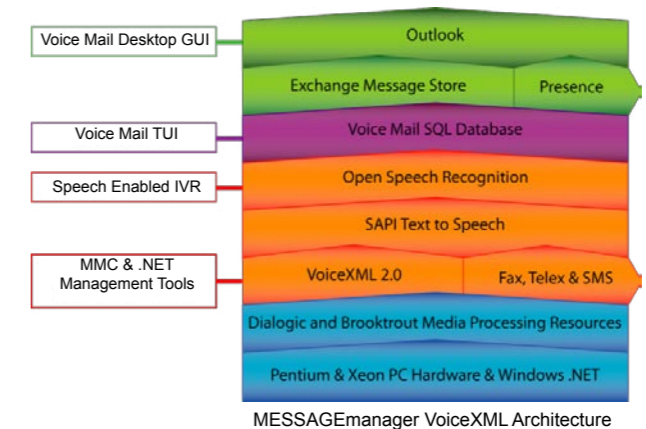 Voice Mail Desktop GUI
Outlook
Exchange Message Store
Presence
Voice Mail TUI
Voice Mail SQL Database
Speech Enabled IVR
Open Speech Recognition
SAPI Text to Speech
MMC & .NET
Management Tools
VoiceXML 2.0
Fax, Telex & SMS
Dialogic and Brooktrout Media Processing Resources
Pentium & Xeon PC Hardware & Windows .NET
MESSAGEmanager VoiceXML Architecture